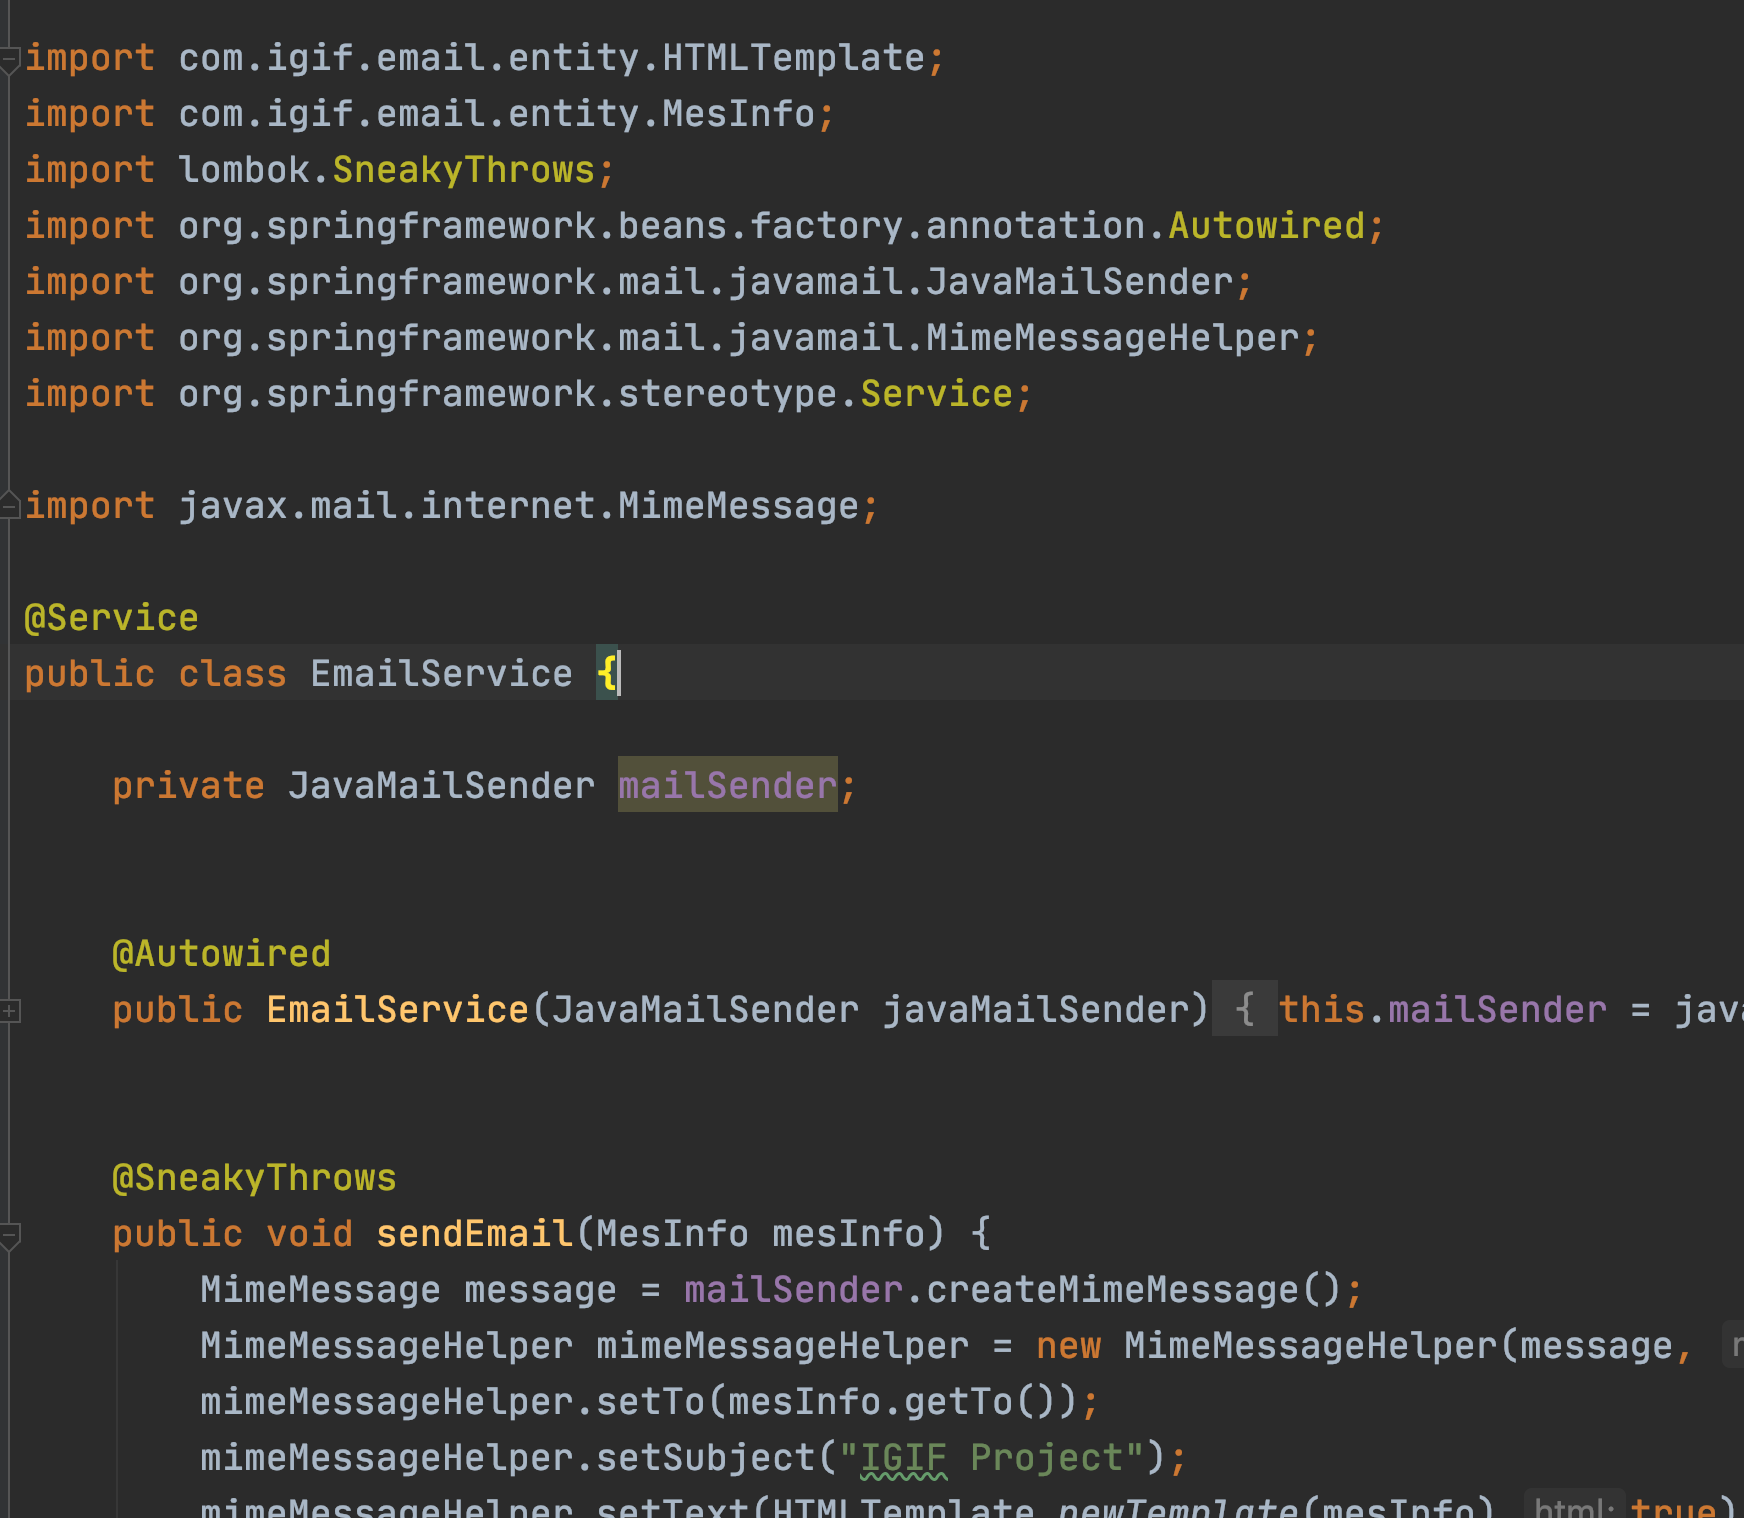 import com.igif.email.entity.HTMLTemplate;
import com.igif.email.entity.MesInfo;
import lombok.SneakyThrows;
import org.springframework.beans.factory.annotation.Autowired;
import org.springframework.mail.javamail.JavaMailSender;
import org.springframework.mail.javamail.MimeMessageHelper;
import org.springframework.stereotype.Service;
import javax.mail.internet.MimeMessage;
@Service
public class EmailService {
private JavaMailSender mailSender;
@Autowired
public EmailService(JavaMailSender javaMailSender) { this.mailSender = java
@SneakyThrows
public void sendEmail(MesInfo mesInfo) {
MimeMessage message = mailSender.createMimeMessage();
MimeMessageHelper mimeMessageHelper = new MimeMessageHelper(message,
mimeMessageHelper.setTo(mesInfo.getTo());
mimeMessageHelper.setSubject("IGIF Project");
mimeMessageHelper.setText(HTMLTemplate.newTemplate(mesInfo), html: true)